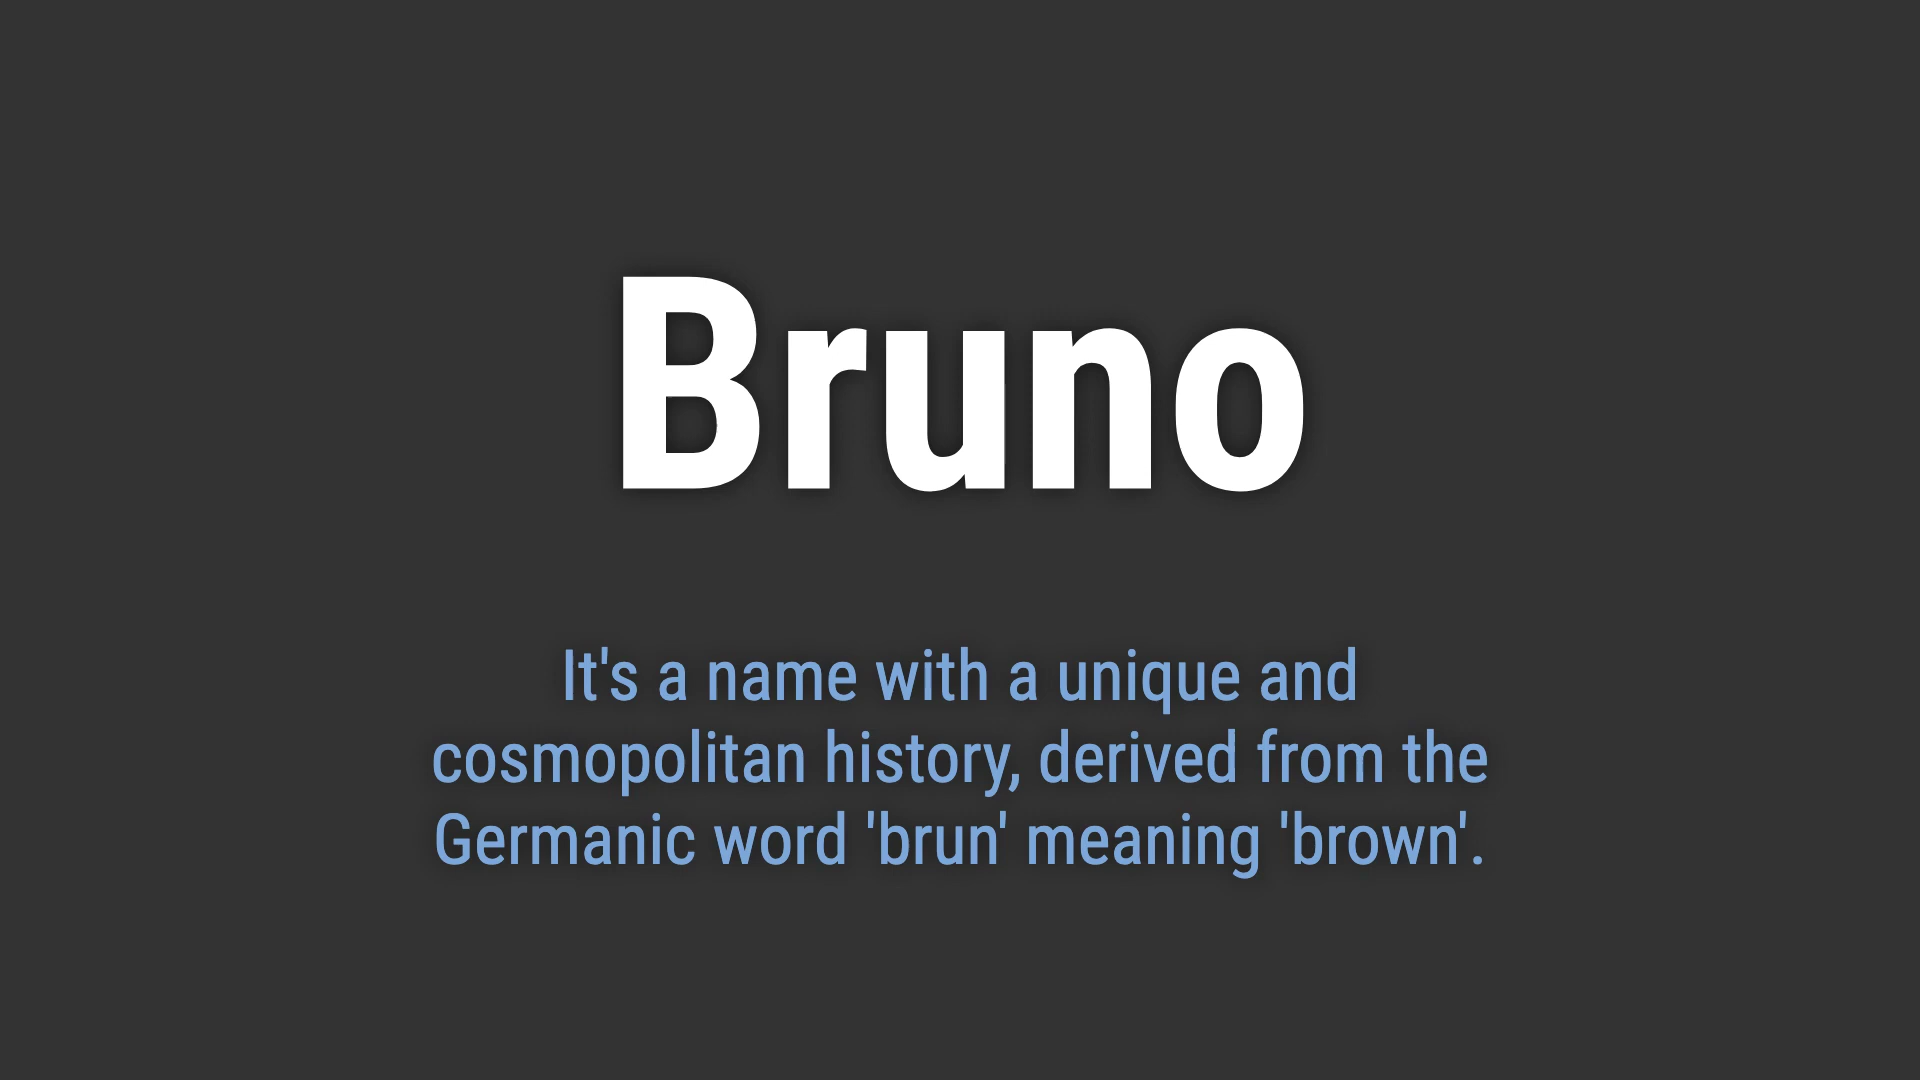 Bruno
It's a name with a unique and
cosmopolitan history, derived from the
Germanic word 'brun' meaning 'brown'.